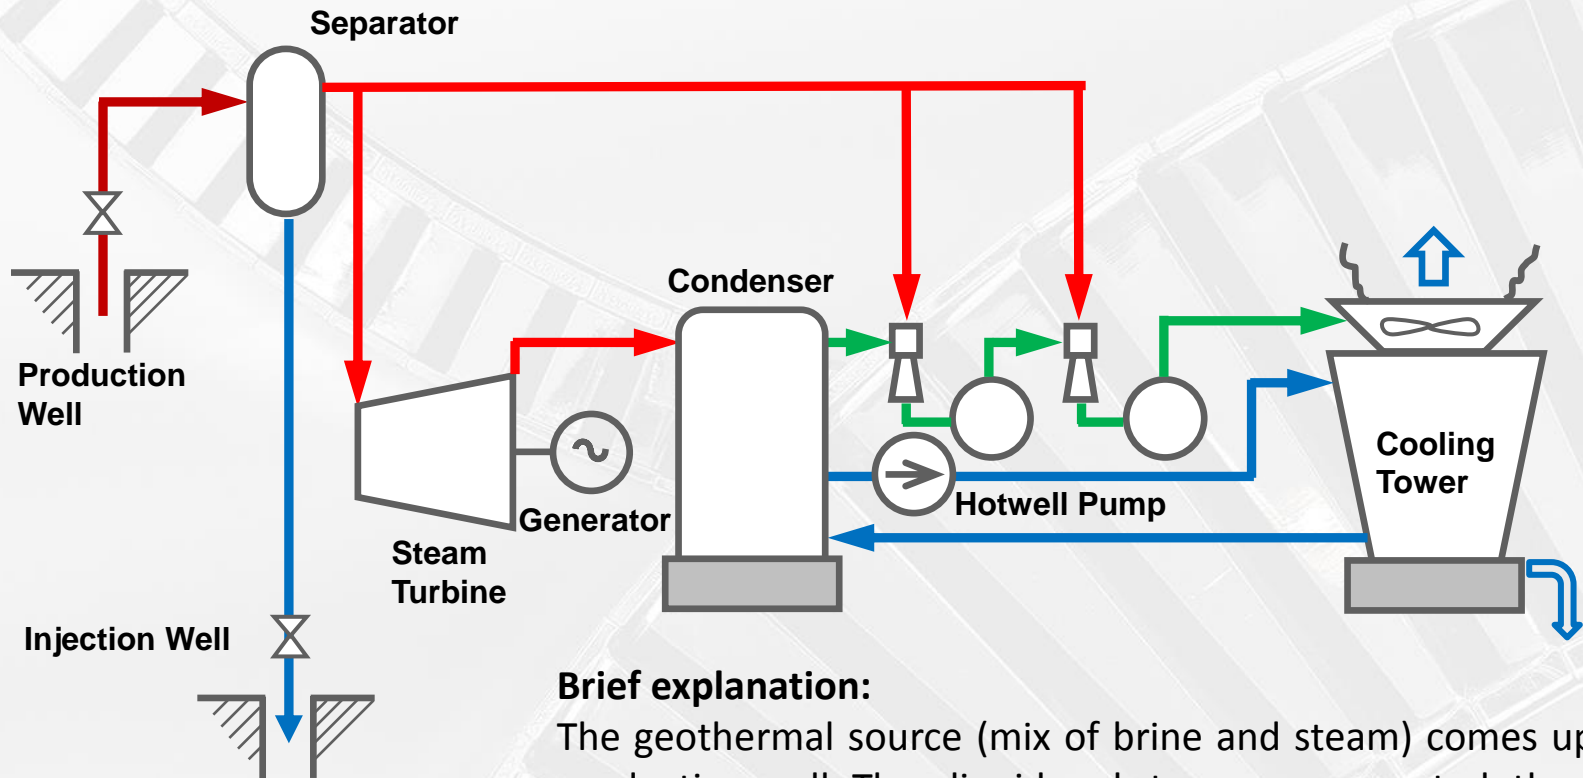 Separator
Condenser
Production
Well
Cooling
Tower
Generator
Hotwell Pump
Steam
Turbine
Injection Well
Brief explanation:
The geothermal source (mix of brine and steam) comes up